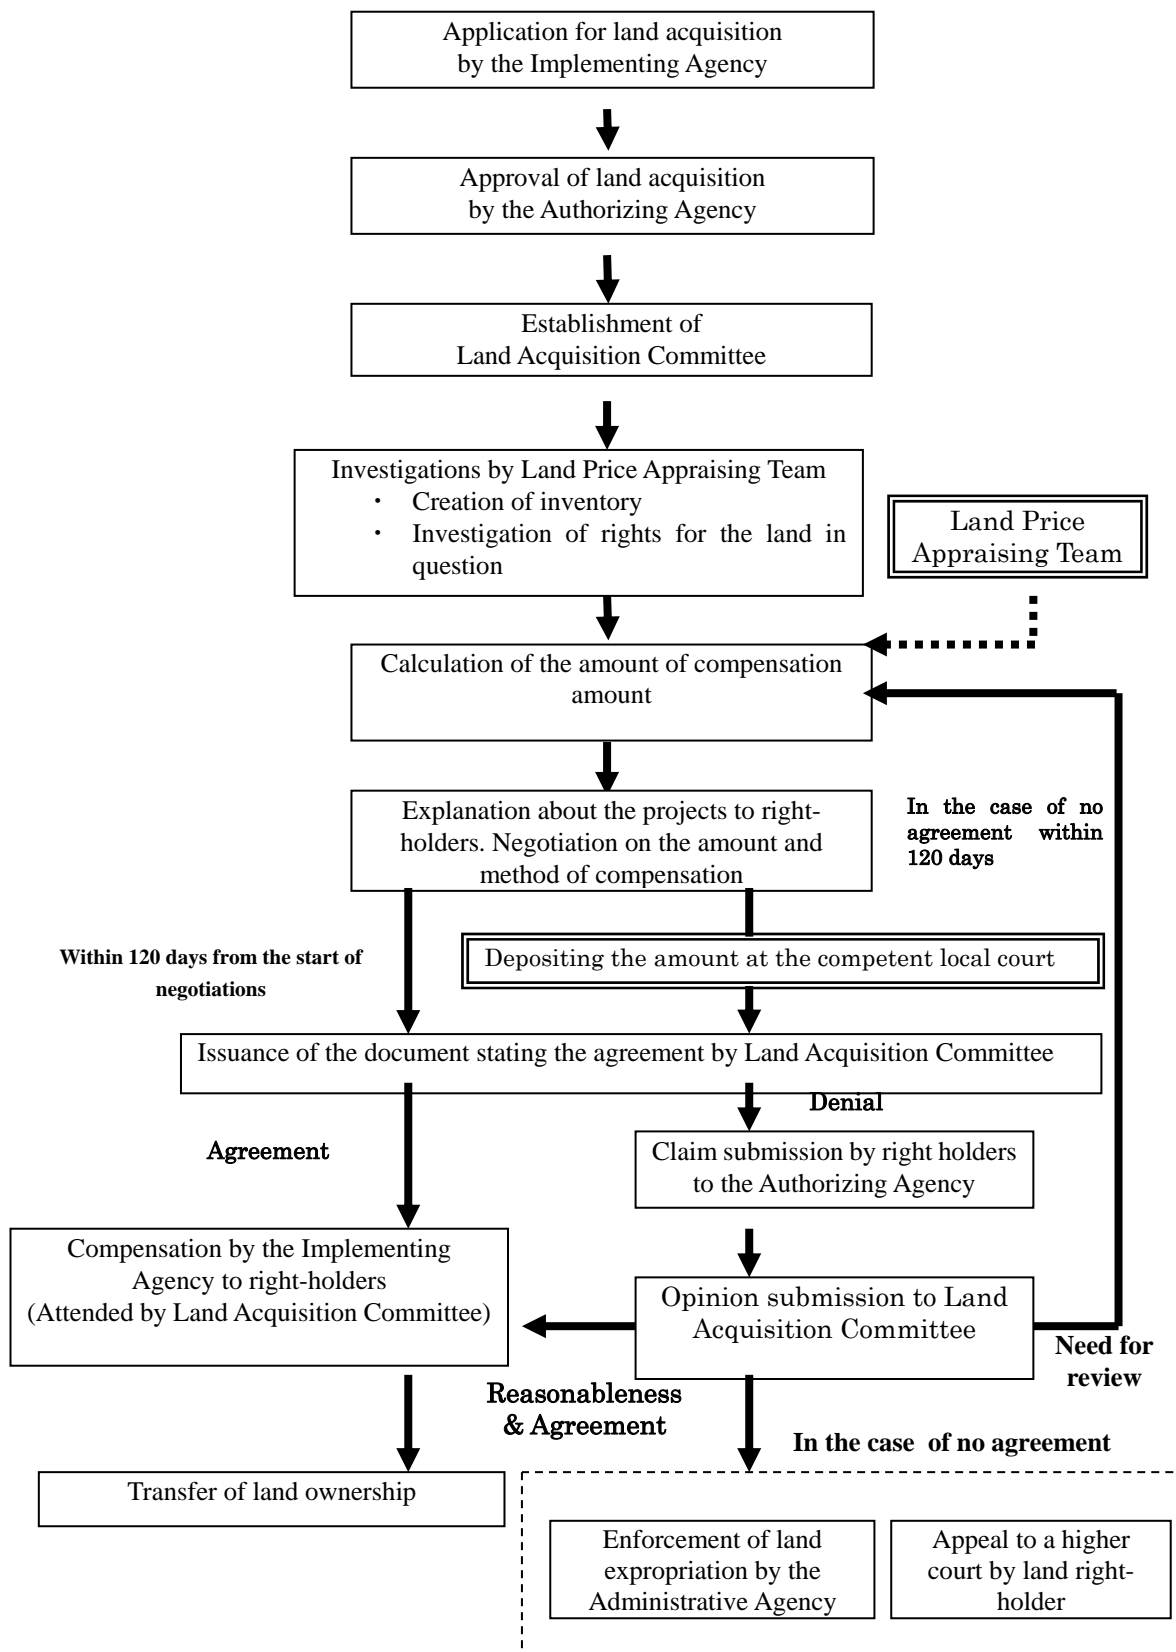 Application for land acquisition
by the Implementing Agency
Approval of land acquisition
by the Authorizing Agency
Establishment of
Land Acquisition Committee
Investigations by Land Price Appraising Team
・ Creation of inventory
・ Investigation of rights for the land in
question
Land Price
Appraising Team
Calculation of the amount of compensation
amount
Explanation about the projects to right-
holders. Negotiation on the amount and
method of compensation
In the case of no
agreement within
120 days
Within 120 days from the start of
negotiations
Depositing the amount at the competent local court
Issuance of the document stating the agreement by Land Acquisition Committee
Denial
Agreement
Claim submission by right holders
to the Authorizing Agency
Compensation by the Implementing
Agency to right-holders
(Attended by Land Acquisition Committee)
Opinion submission to Land
Acquisition Committee
Need for
review
Reasonableness
& Agreement
In the case of no agreement
Transfer of land ownership
Enforcement of land
expropriation by the
Administrative Agency
Appeal to a higher
court by land right-
holder